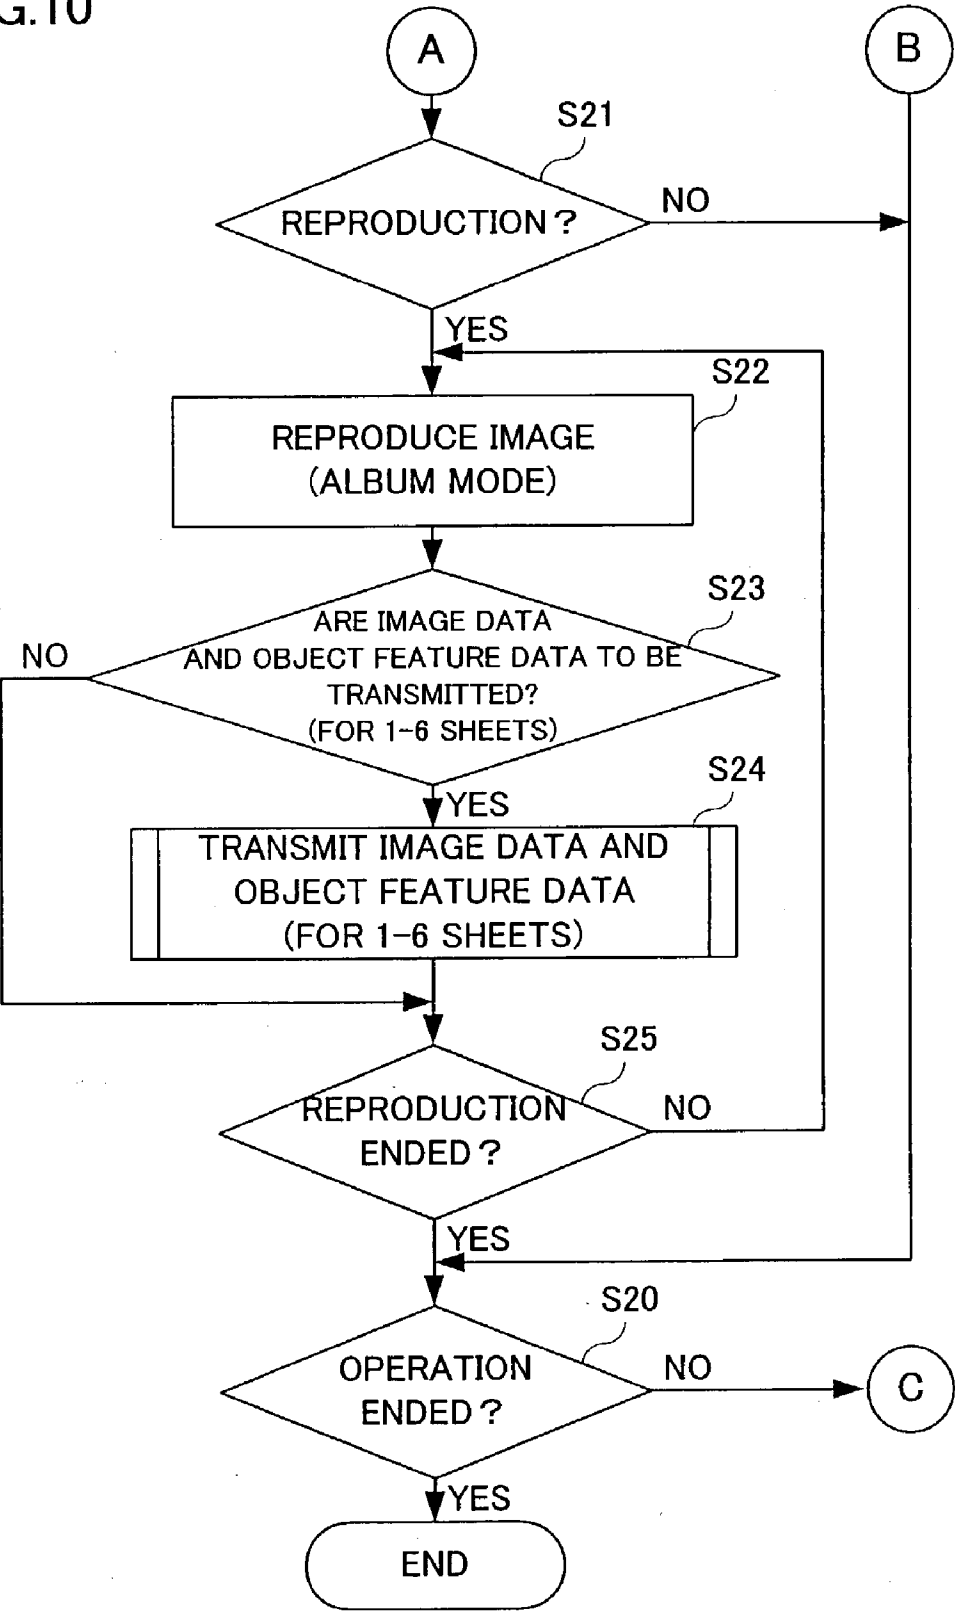 G.10
A
B
S21
REPRODUCTION?
NO
YES
S22
REPRODUCE IMAGE
(ALBUM MODE)
S23
ARE IMAGE DATA
AND OBJECT FEATURE DATA TO BE
TRANSMITTED?
(FOR 1-6 SHEETS)
NO
YES
S24
TRANSMIT IMAGE DATA AND
OBJECT FEATURE DATA
(FOR 1-6 SHEETS)
S25
REPRODUCTION
ENDED?
NO
YES
S20
OPERATION
ENDED?
NO
C
YES
END